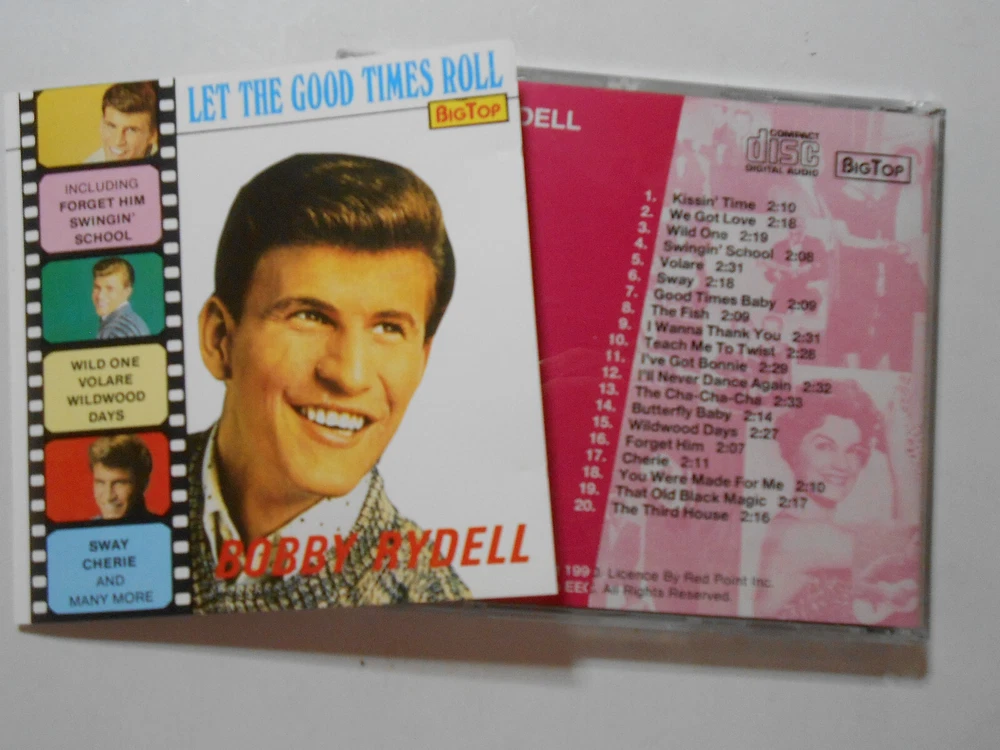 LET THE GOOD TIMES ROLL
BIGTOP
INCLUDING
FORGET HIM
SWINGIN'
SCHOOL
WILD ONE
VOLARE
WILDWOOD
DAYS
SWAY
CHERIE
AND
MANY MORE
BOBBY RYDELL
DELL
COMPACT
disc
DIGITAL AUDIO
BIGTOP
1. Kissin' Time 2:10
2. We Got Love 2:18
3. Wild One 2:19
4. Swingin' School 2:08
5. Volare 2:31
6. Sway 2:18
7. Good Times Baby 2:09
8. The Fish 2:09
9. I Wanna Thank You 2:31
10. Teach Me To Twist 2:28
11. I've Got Bonnie 2:29
12. I'll Never Dance Again 2:32
13. The Cha-Cha-Cha 2:33
14. Butterfly Baby 2:14
15. Wildwood Days 2:27
16. Forget Him 2:07
17. Cherie 2:11
18. You Were Made For Me 2:10
19. That Old Black Magic 2:17
20. The Third House 2:16
Licence By Red Point Inc.
EEC. All Rights Reserved.